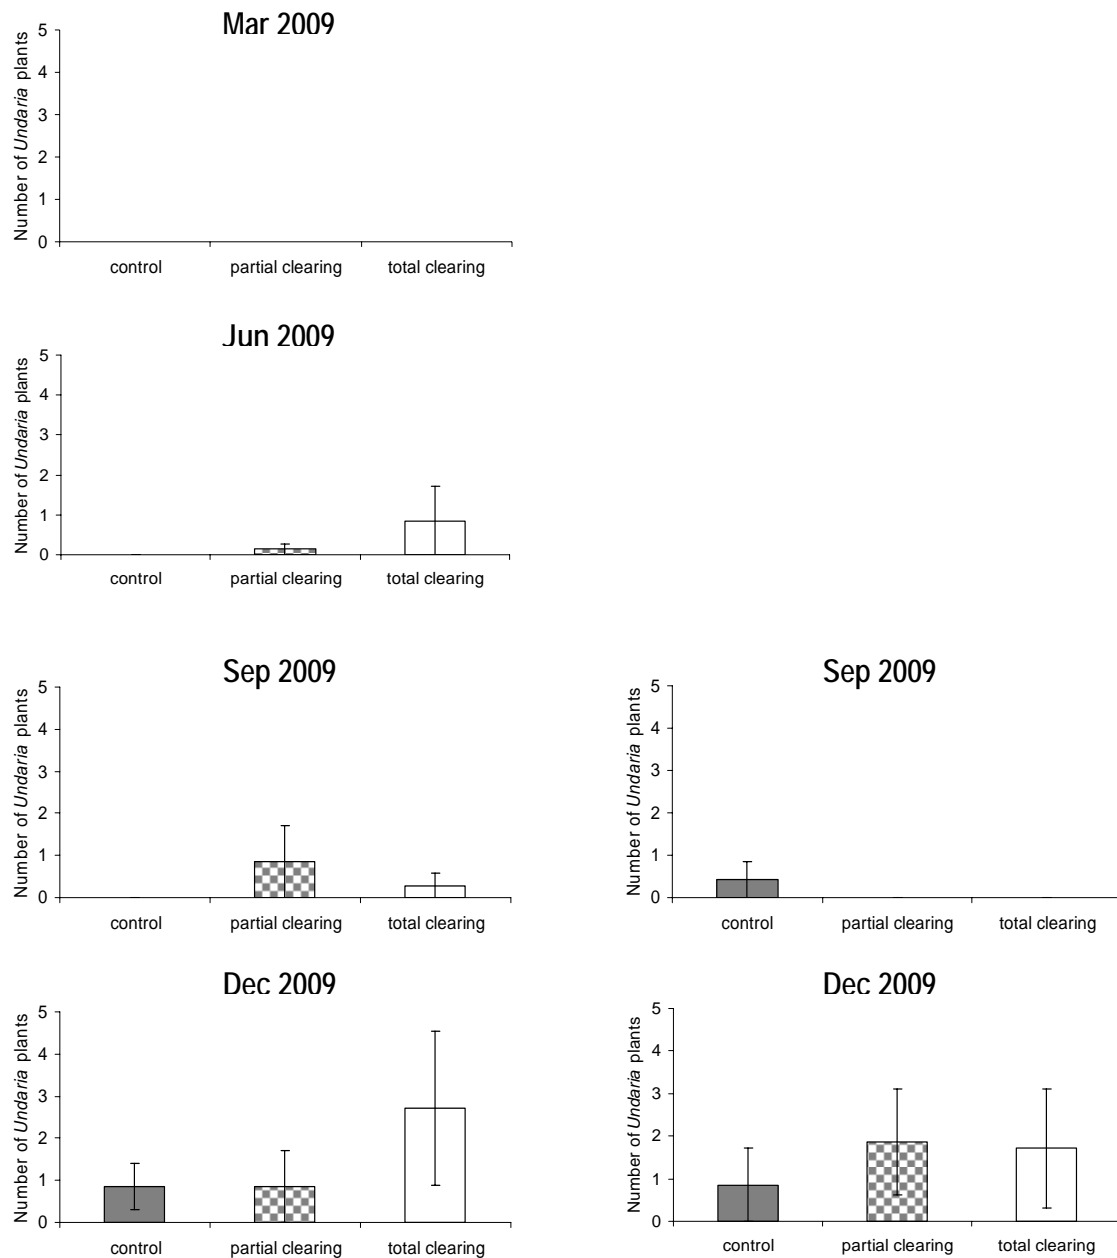 Mar 2009
Number of Undaria plants
5
4
3
2
1
0
control partial clearing total clearing
Jun 2009
Number of Undaria plants
5
4
3
2
1
0
control partial clearing total clearing
Sep 2009
Number of Undaria plants
5
4
3
2
1
0
control partial clearing total clearing
Sep 2009
Number of Undaria plants
5
4
3
2
1
0
control partial clearing total clearing
Dec 2009
Number of Undaria plants
5
4
3
2
1
0
control partial clearing total clearing
Dec 2009
Number of Undaria plants
5
4
3
2
1
0
control partial clearing total clearing